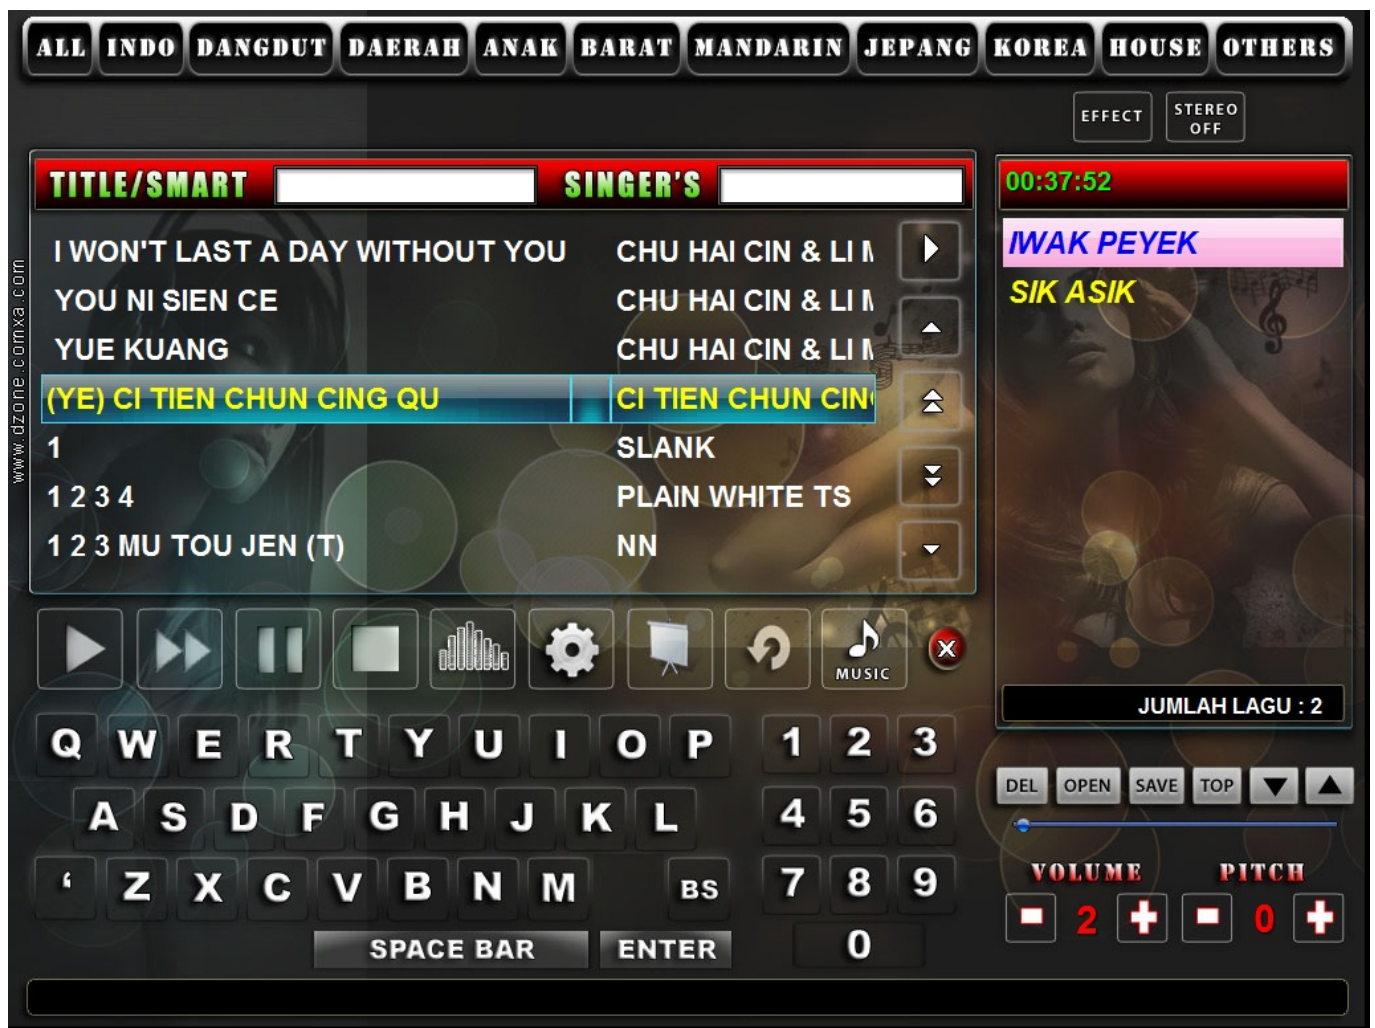 ALL INDO DANGDUT DAERAH ANAK BARAT MANDARIN JEPANG KOREA HOUSE OTHERS
EFFECT
STEREO
OFF
TITLE/SMART SINGER'S
00:37:52
I WON'T LAST A DAY WITHOUT YOU CHU HAI CIN & LI
YOU NI SIEN CE CHU HAI CIN & LI
YUE KUANG CHU HAI CIN & LI
(YE) CI TIEN CHUN CING QU CI TIEN CHUN CIN
1 SLANK
1 2 3 4 PLAIN WHITE TS
1 2 3 MU TOU JEN (T) NN
IWAK PEYEK
SIK ASIK
JUMLAH LAGU : 2
www.dzone.comxa.com
MUSIC
X
Q W E R T Y U I O P 1 2 3
A S D F G H J K L 4 5 6
‘ Z X C V B N M BS 7 8 9
SPACE BAR ENTER 0
DEL OPEN SAVE TOP
VOLUME PITCH
- 2 + - 0 +